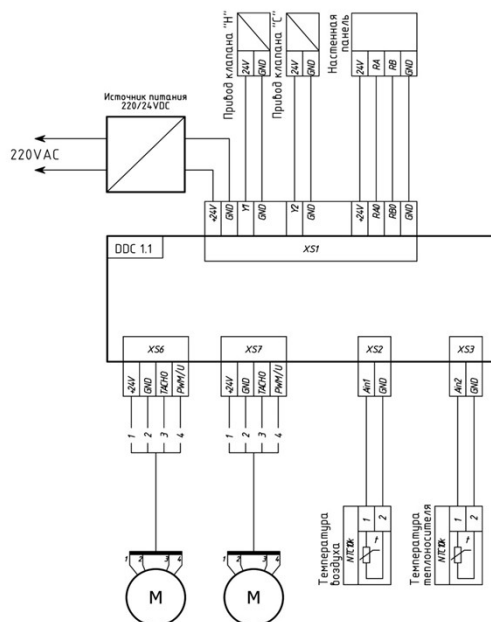 Привод клапана "Н"
24V
GND
Привод клапана "С"
24V
GND
Настенная
панель
24V
RA
RB
GND
Источник питания
220/24VDC
220VAC
+24V
GND
Y1
GND
Y2
GND
+24V
RA0
RB0
GND
XS1
DDC 1.1
XS6
+24V
GND
TACHO
PWM/U
XS7
+24V
GND
TACHO
PWM/U
XS2
Ain1
GND
XS3
Ain2
GND
1
2
3
4
1
2
3
4
1 2 3 4
M
1 2 3 4
M
Температура
воздуха
NTC10k
1
2
t
Температура
теплоносителя
NTC10k
1
2
t